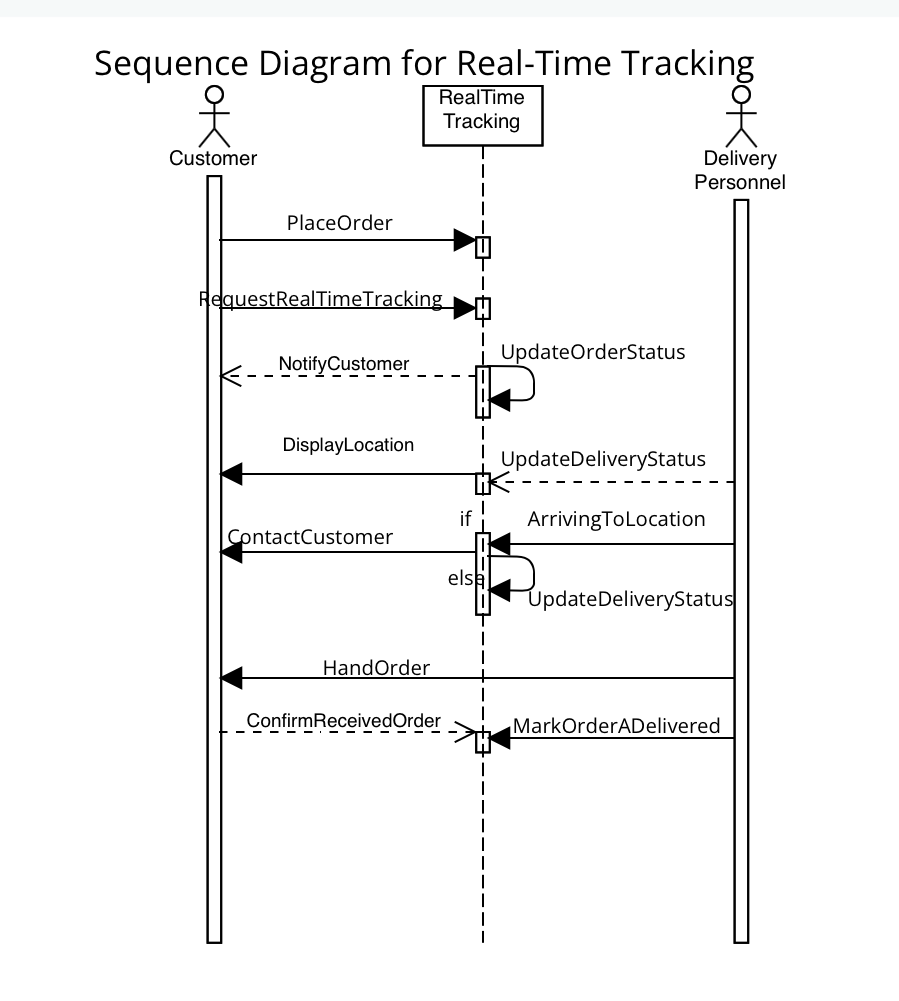 Sequence Diagram for Real-Time Tracking
RealTime
Tracking
Customer
Delivery
Personnel
PlaceOrder
RequestRealTimeTracking
UpdateOrderStatus
NotifyCustomer
DisplayLocation
UpdateDeliveryStatus
if
ArrivingToLocation
ContactCustomer
else
UpdateDeliveryStatus
HandOrder
ConfirmReceivedOrder
MarkOrderADelivered